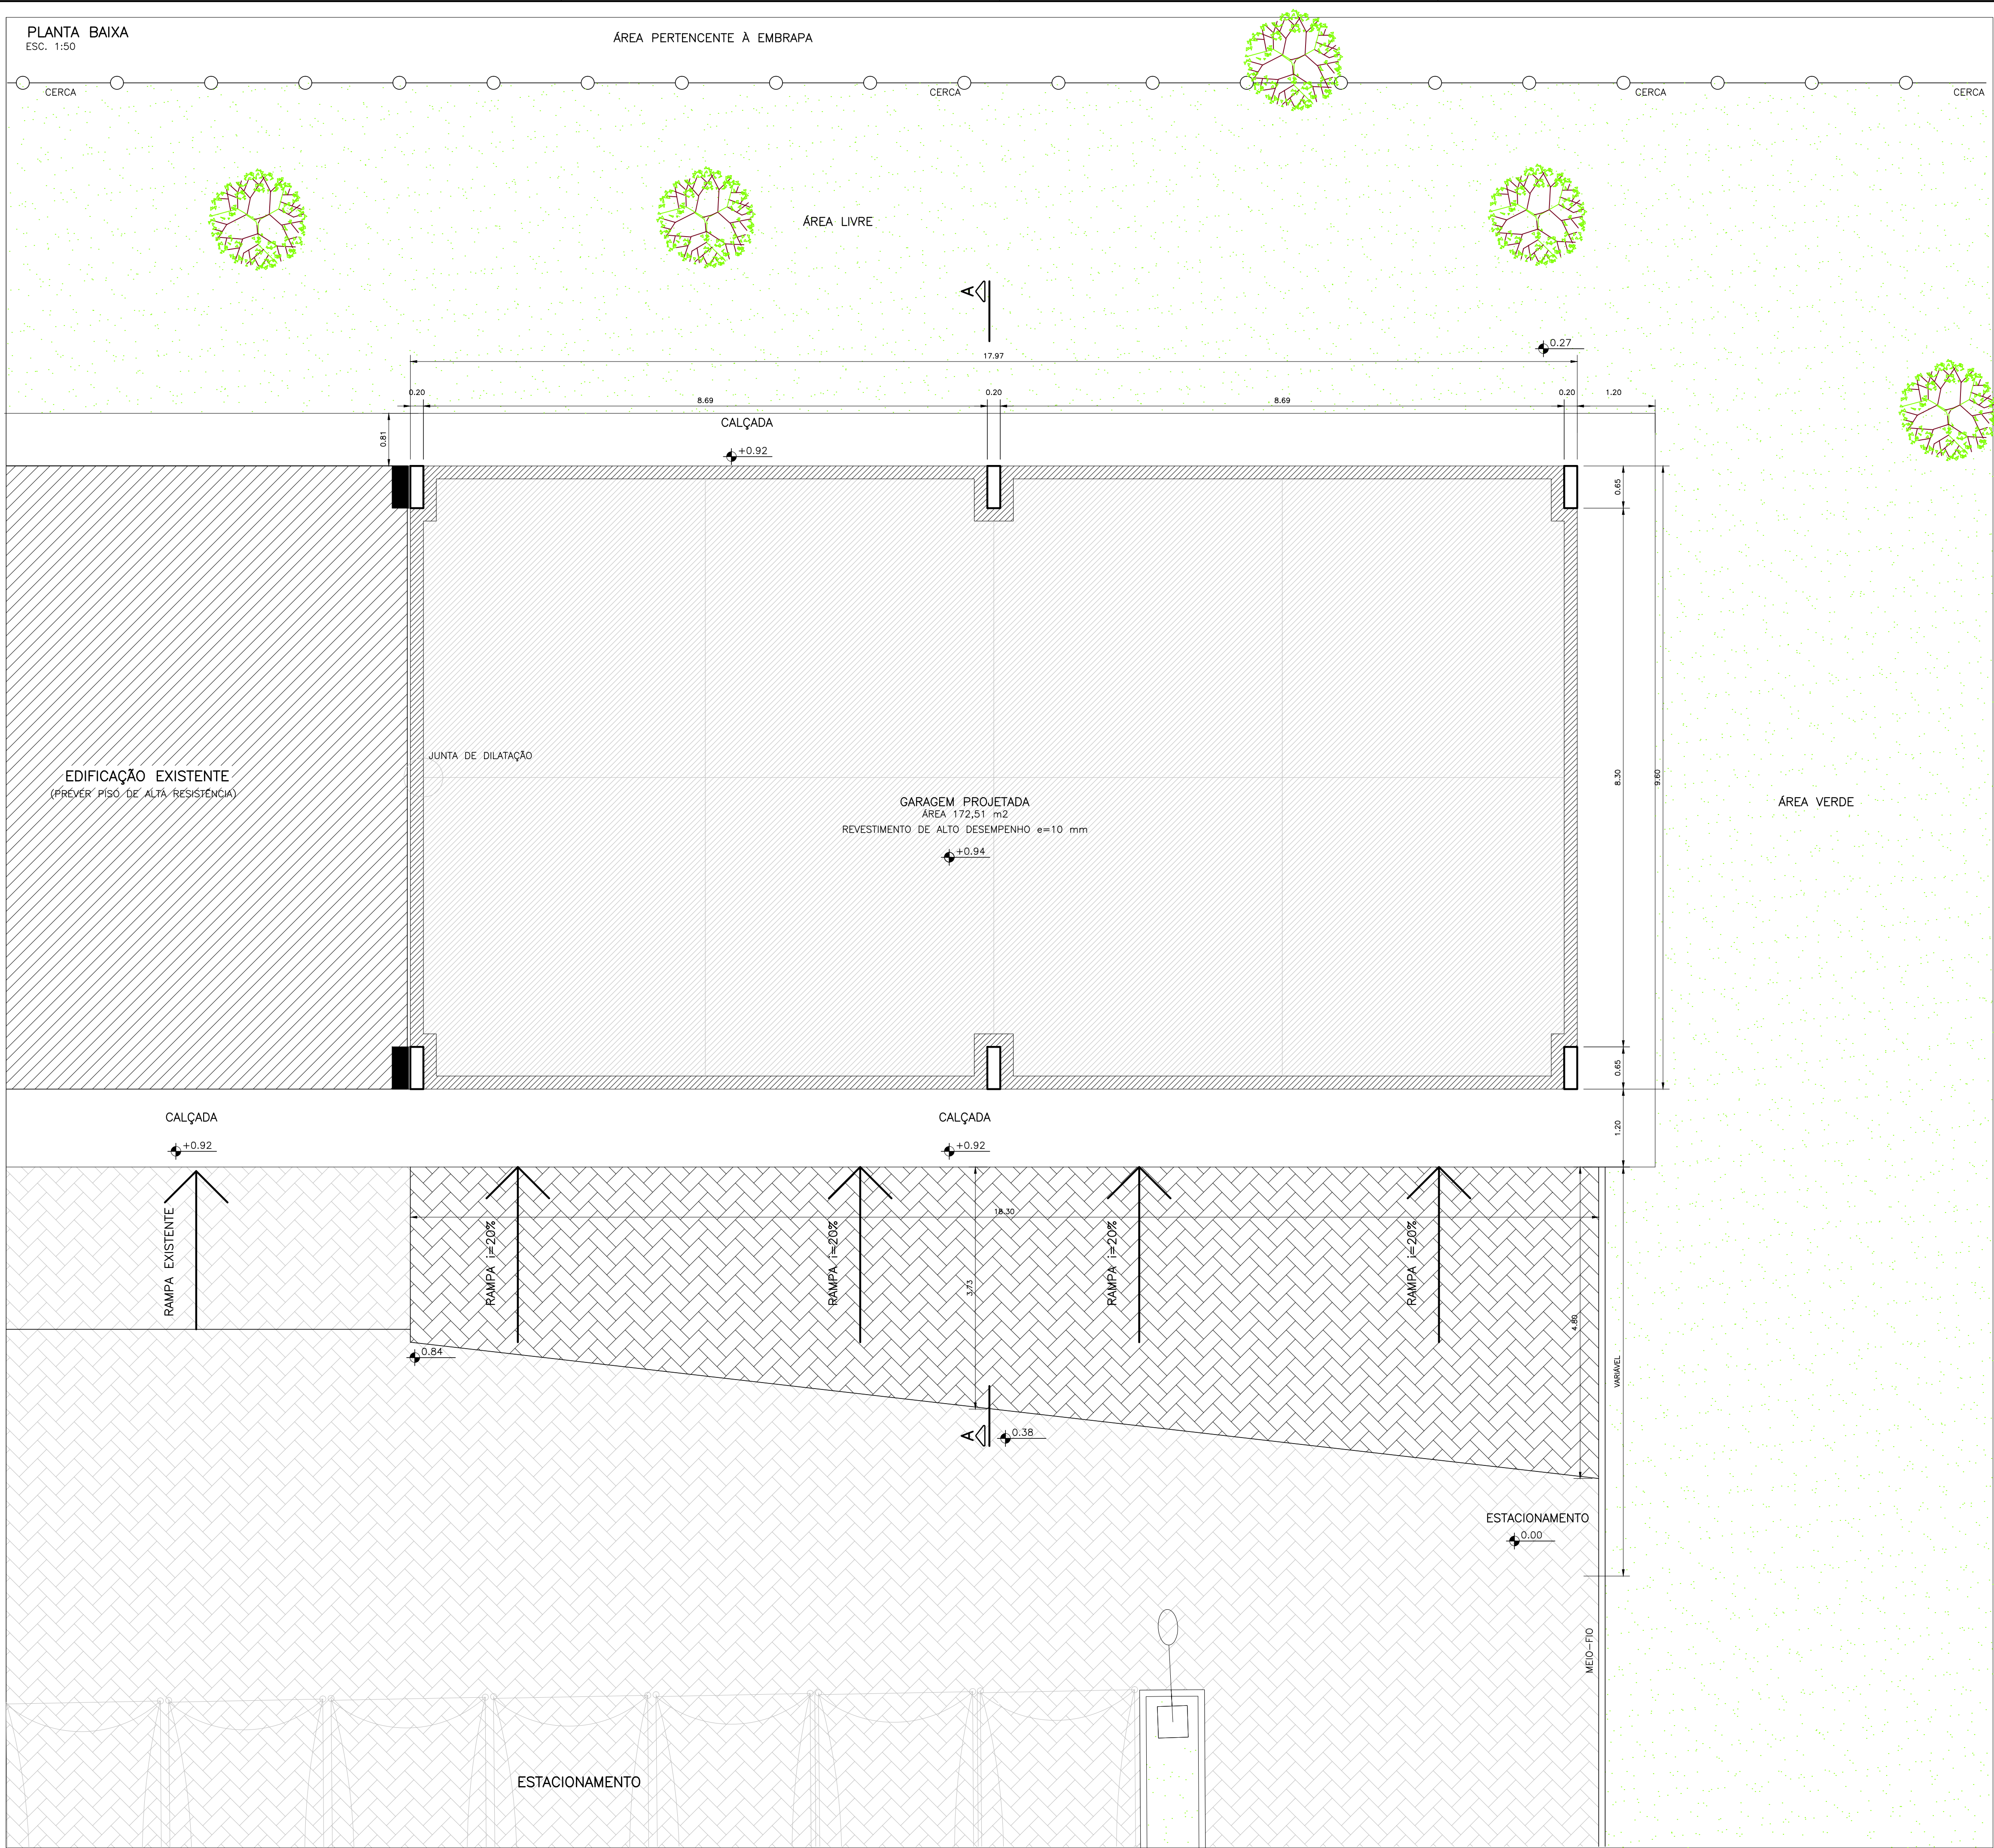 PLANTA BAIXA
ESC. 1:50
ÁREA PERTENCENTE À EMBRAPA
CERCA
CERCA
CERCA
CERCA
ÁREA LIVRE
A
0.27
17.97
0.20
8.69
0.20
8.69
0.20
1.20
0.81
CALÇADA
+0.92
0.65
JUNTA DE DILATAÇÃO
EDIFICAÇÃO EXISTENTE
(PREVER PISO DE ALTA RESISTÊNCIA)
GARAGEM PROJETADA
ÁREA 172,51 m2
REVESTIMENTO DE ALTO DESEMPENHO e=10 mm
+0.94
8.30
9.60
ÁREA VERDE
0.65
CALÇADA
+0.92
CALÇADA
+0.92
1.20
RAMPA EXISTENTE
RAMPA i=20%
RAMPA i=20%
RAMPA i=20%
RAMPA i=20%
18.30
3.73
4.80
VARIÁVEL
0.84
A
0.38
ESTACIONAMENTO
0.00
MEIO-FIO
ESTACIONAMENTO